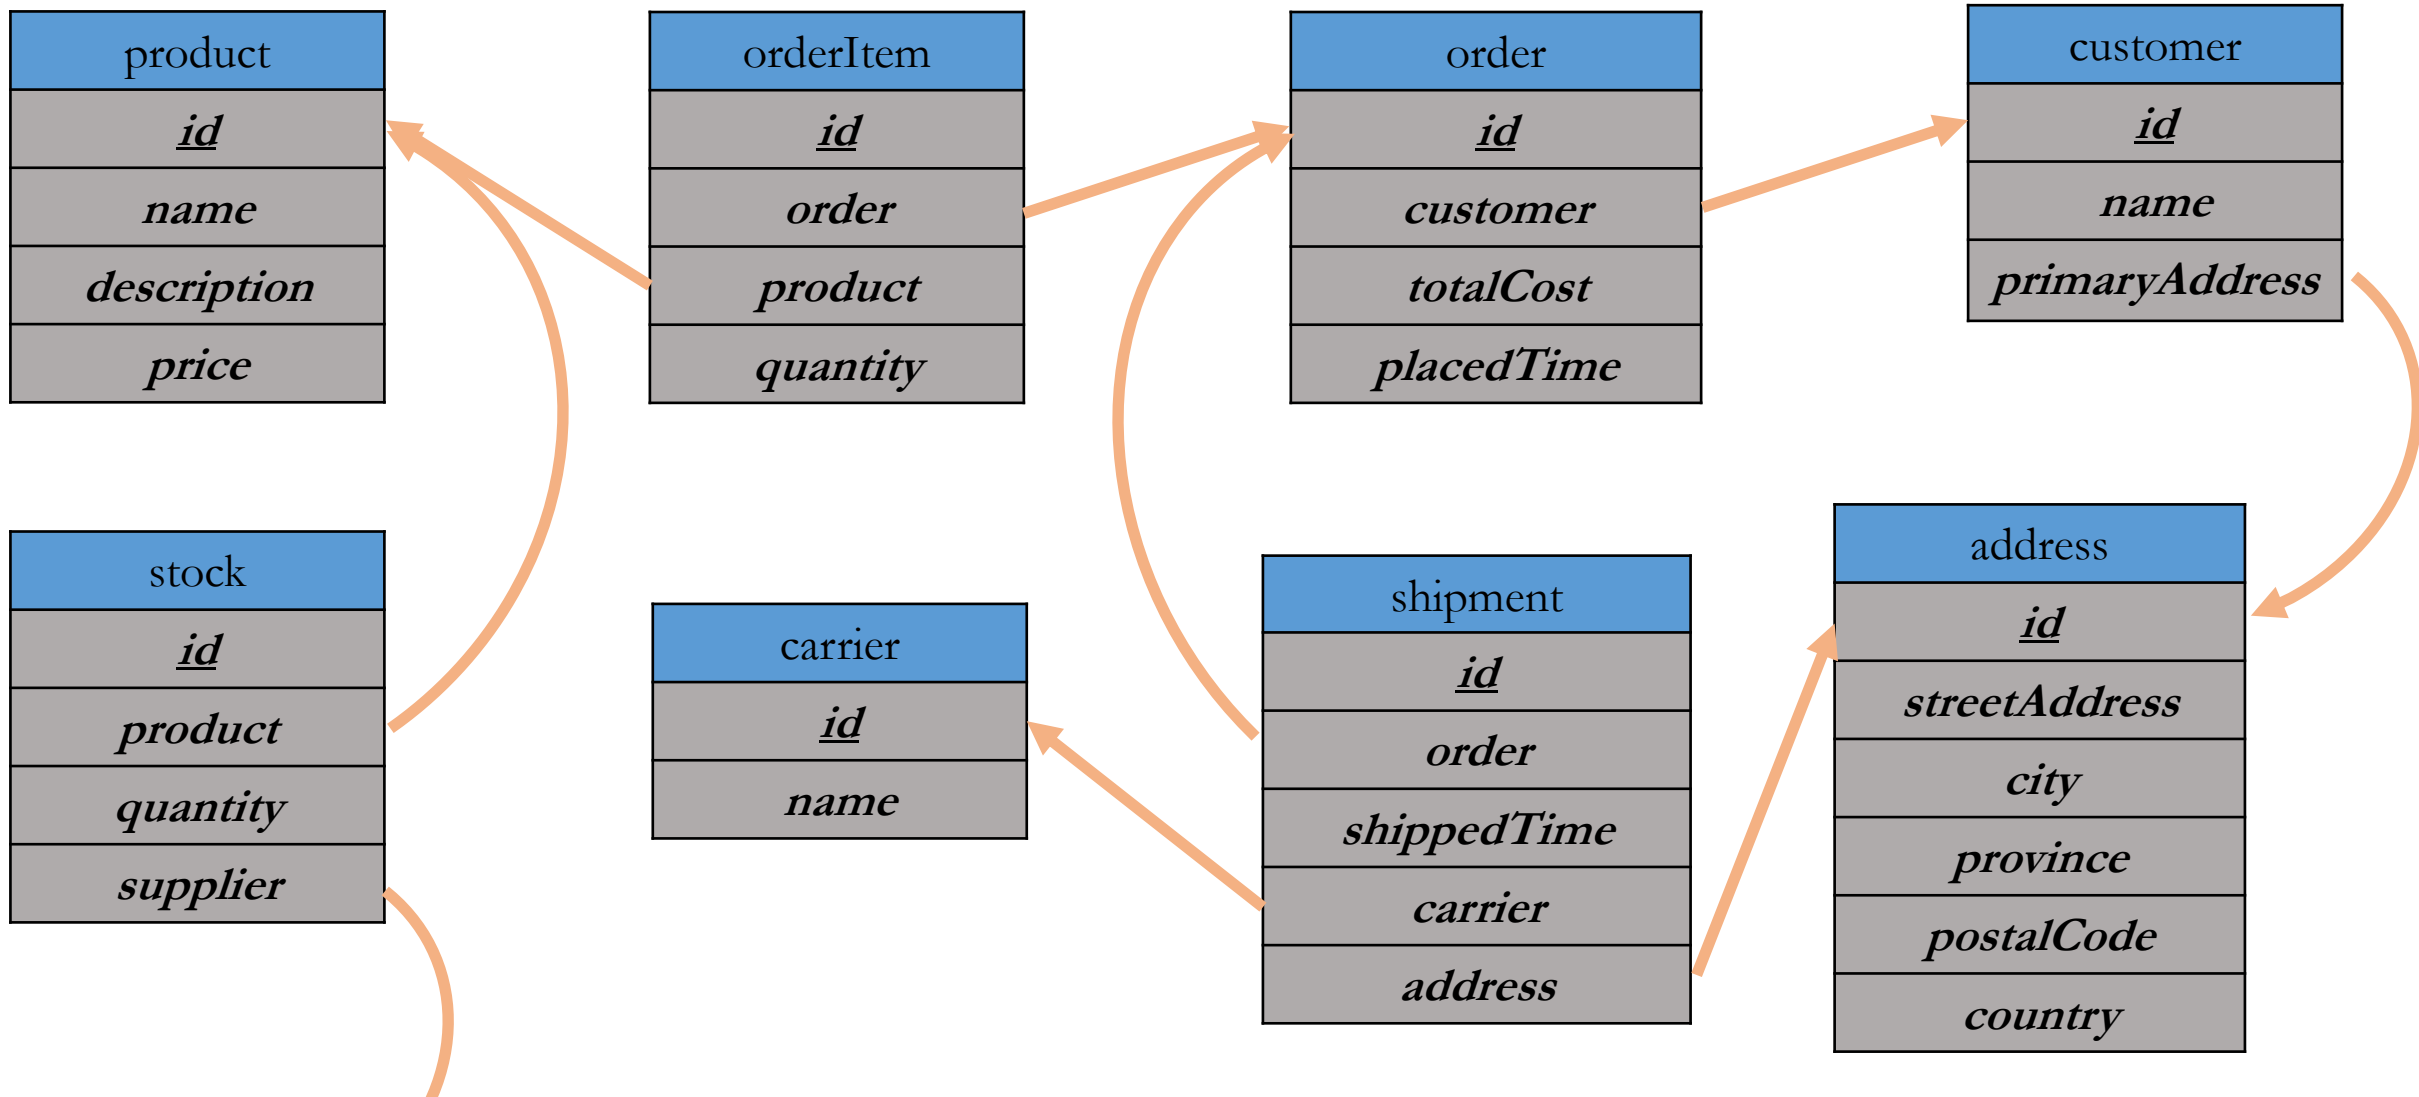 product
id
name
description
price
orderItem
id
order
product
quantity
order
id
customer
totalCost
placedTime
customer
id
name
primaryAddress
stock
id
product
quantity
supplier
carrier
id
name
shipment
id
order
shippedTime
carrier
address
address
id
streetAddress
city
province
postalCode
country